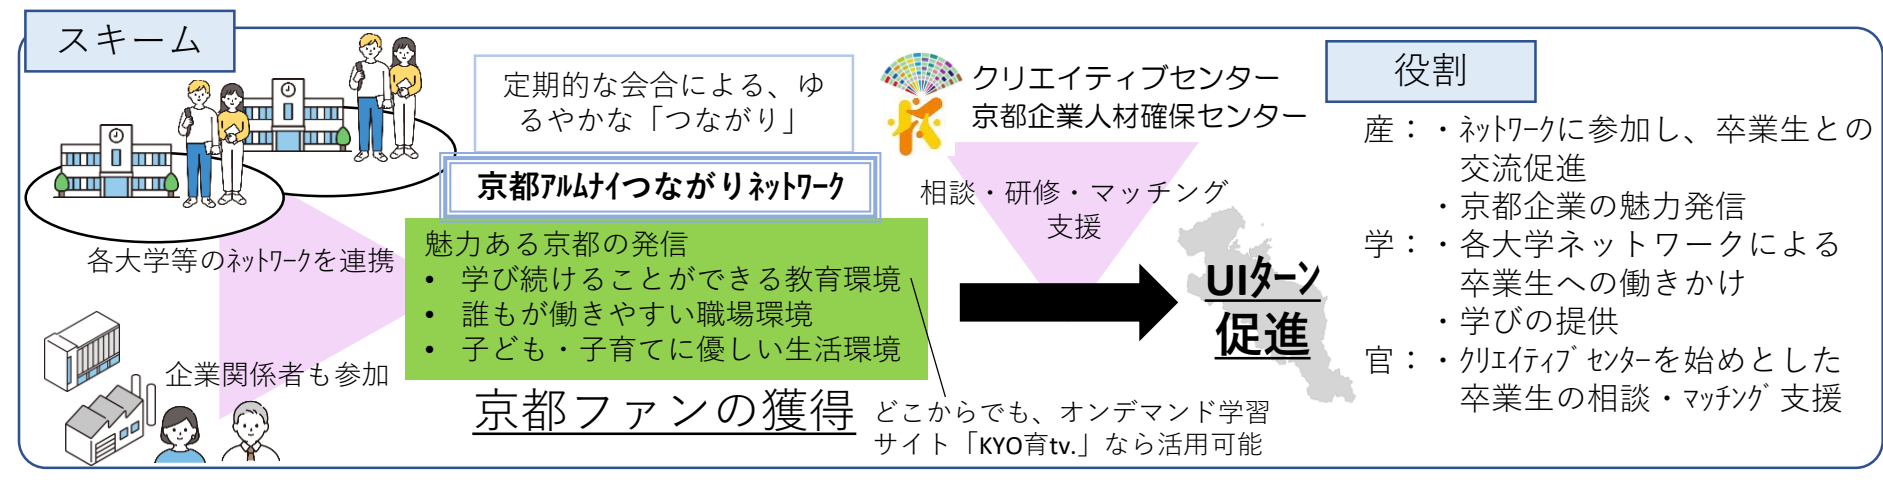 スキーム
定期的な会合による、ゆ
るやかな「つながり」
京都ｱﾙﾑﾅｲつながりﾈｯﾄﾜｰｸ
各大学等のﾈｯﾄﾜｰｸを連携
企業関係者も参加
魅力ある京都の発信
• 学び続けることができる教育環境
• 誰もが働きやすい職場環境
• 子ども・子育てに優しい生活環境
京都ファンの獲得
どこからでも、オンデマンド学習
サイト「KYO育tv.」なら活用可能
クリエイティブセンター
京都企業人材確保センター
相談・研修・マッチング
支援
UIﾀｰﾝ
促進
役割
産：・ﾈｯﾄﾜｰｸに参加し、卒業生との
交流促進
・京都企業の魅力発信
学：・各大学ネットワークによる
卒業生への働きかけ
・学びの提供
官：・ｸﾘｴｲﾃｨﾌﾞｾﾝﾀｰを始めとした
卒業生の相談・ﾏｯﾁﾝｸﾞ支援